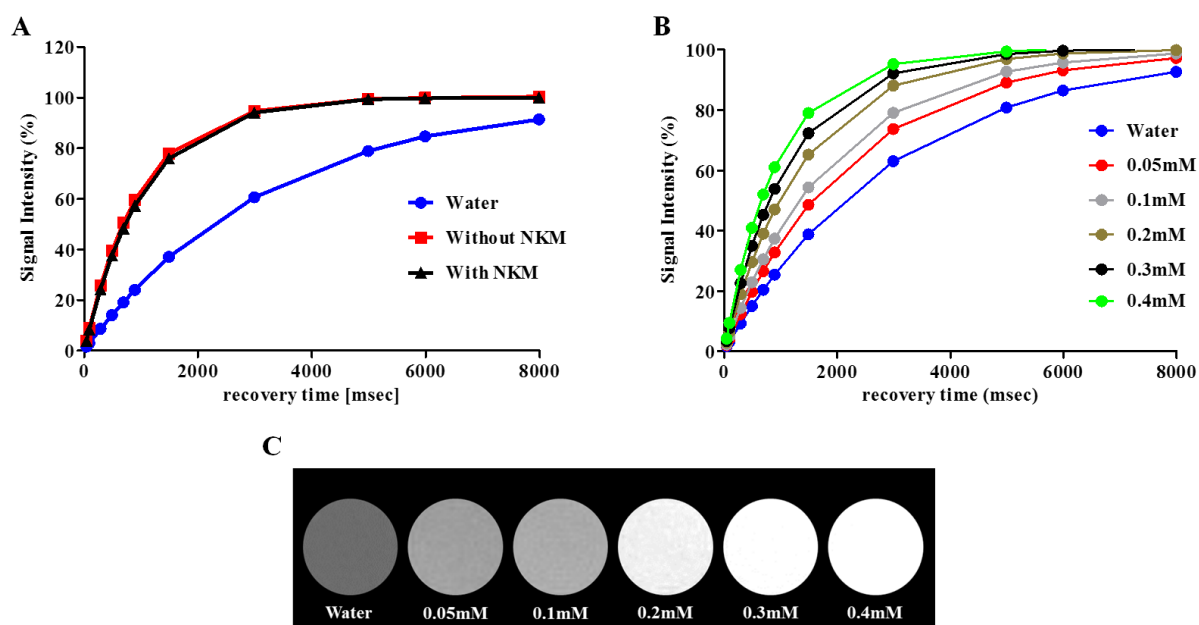 A
Signal Intensity (%)
120
100
80
60
40
20
0
0 2000 4000 6000 8000
recovery time [msec]
Water
Without NKM
With NKM
B
Signal Intensity (%)
100
80
60
40
20
0
0 2000 4000 6000 8000
recovery time (msec)
Water
0.05mM
0.1mM
0.2mM
0.3mM
0.4mM
C
Water 0.05mM 0.1mM 0.2mM 0.3mM 0.4mM